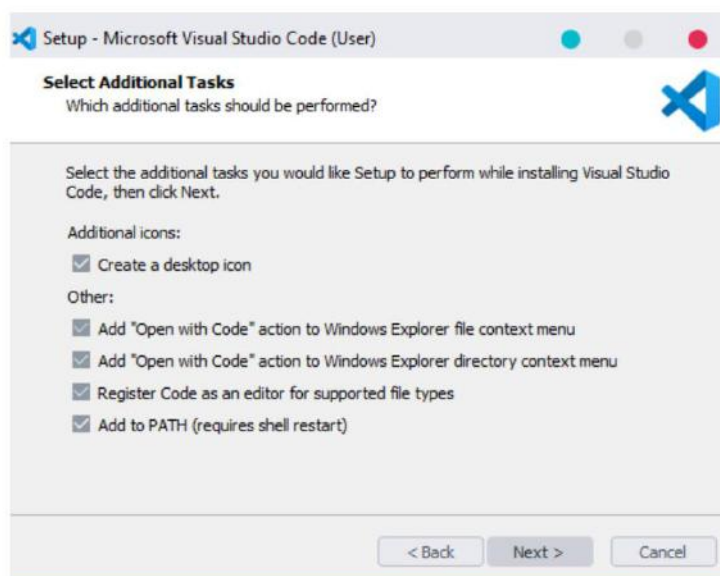 Setup - Microsoft Visual Studio Code (User)
Select Additional Tasks
Which additional tasks should be performed?
Select the additional tasks you would like Setup to perform while installing Visual Studio
Code, then click Next.
Additional icons:
Create a desktop icon
Other:
Add "Open with Code" action to Windows Explorer file context menu
Add "Open with Code" action to Windows Explorer directory context menu
Register Code as an editor for supported file types
Add to PATH (requires shell restart)
< Back Next > Cancel